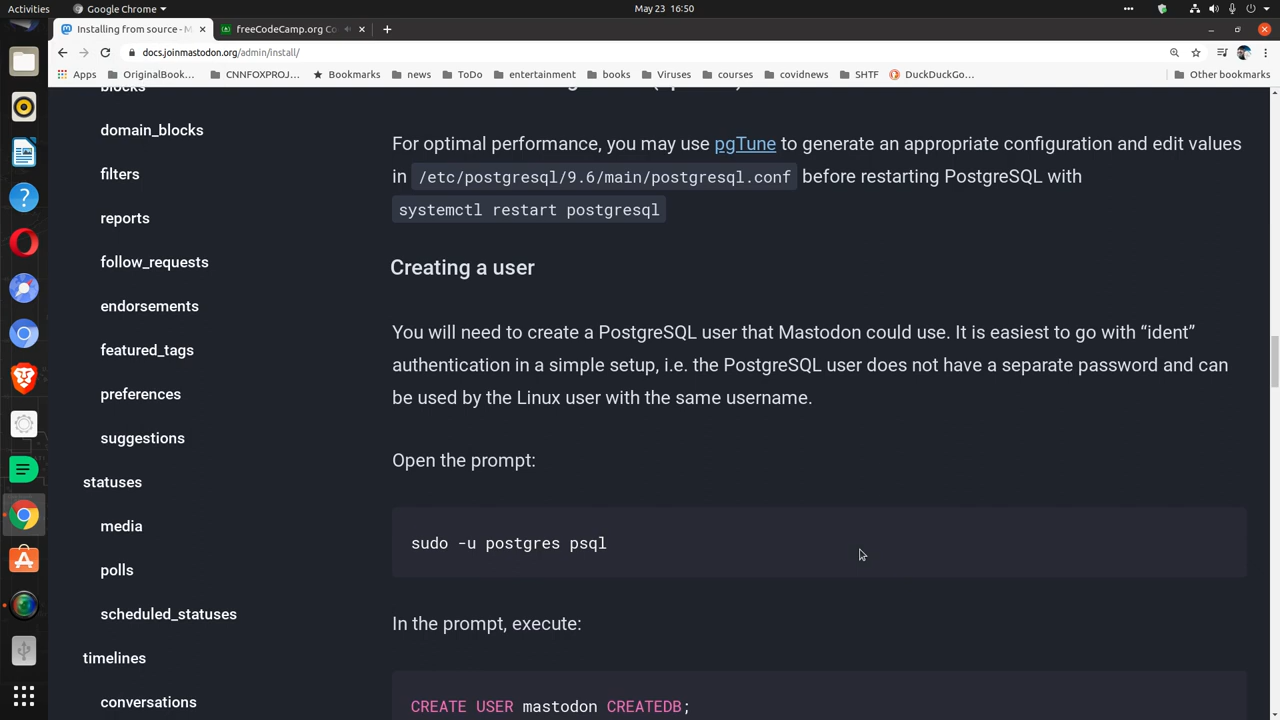 Activities
Google Chrome
May 23 16:50
Installing from source - M
freeCodeCamp.org Co
docs.joinmastodon.org/admin/install/
Apps
OriginalBook...
CNNFOXPROJ...
Bookmarks
news
ToDo
entertainment
books
Viruses
courses
covidnews
SHTF
DuckDuckGo...
Other bookmarks
blocks
domain_blocks
filters
reports
follow_requests
endorsements
featured_tags
preferences
suggestions
statuses
media
polls
scheduled_statuses
timelines
conversations
For optimal performance, you may use pgTune to generate an appropriate configuration and edit values
in /etc/postgresql/9.6/main/postgresql.conf before restarting PostgreSQL with
systemctl restart postgresql
Creating a user
You will need to create a PostgreSQL user that Mastodon could use. It is easiest to go with “ident”
authentication in a simple setup, i.e. the PostgreSQL user does not have a separate password and can
be used by the Linux user with the same username.
Open the prompt:
sudo -u postgres psql
In the prompt, execute:
CREATE USER mastodon CREATEDB;